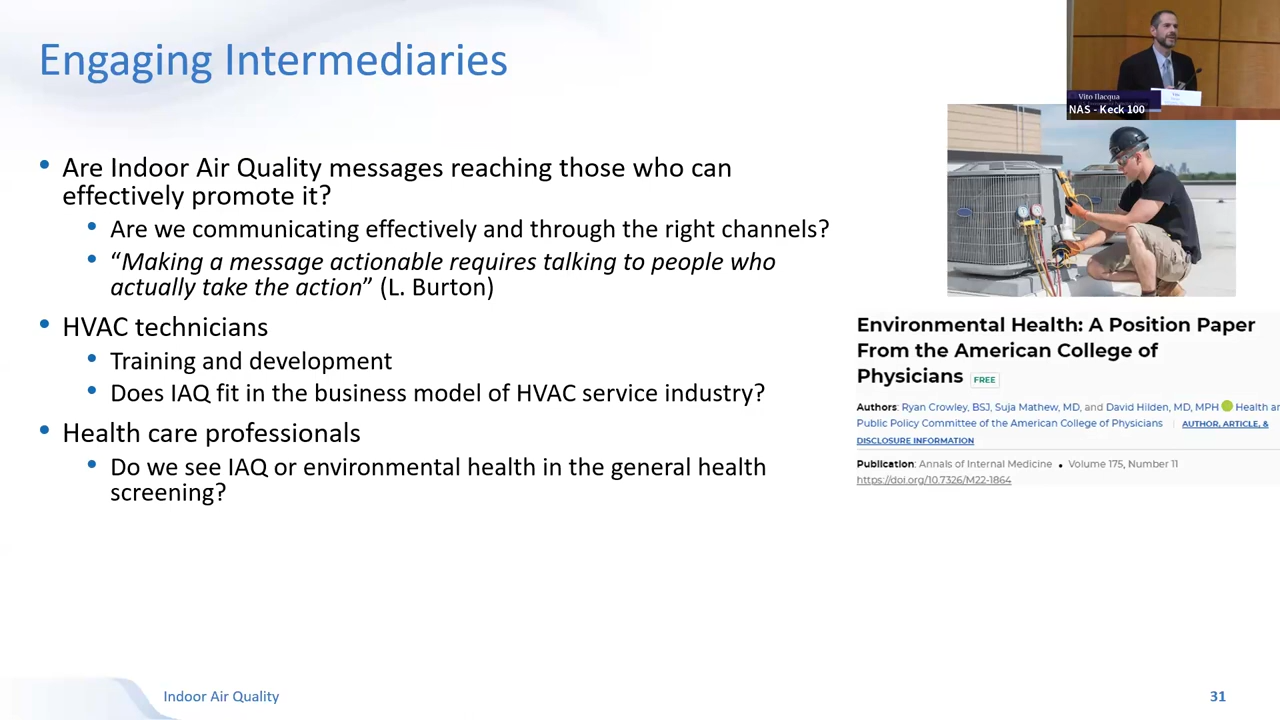 Engaging Intermediaries
Vito Ilacqua
NAS - Keck 100
• Are Indoor Air Quality messages reaching those who can
effectively promote it?
• Are we communicating effectively and through the right channels?
• “Making a message actionable requires talking to people who
actually take the action” (L. Burton)
• HVAC technicians
• Training and development
• Does IAQ fit in the business model of HVAC service industry?
• Health care professionals
• Do we see IAQ or environmental health in the general health
screening?
Environmental Health: A Position Paper
From the American College of
Physicians FREE
Authors: Ryan Crowley, BSJ, Suja Mathew, MD, and David Hilden, MD, MPH Health an
Public Policy Committee of the American College of Physicians | AUTHOR, ARTICLE, &
DISCLOSURE INFORMATION
Publication: Annals of Internal Medicine • Volume 175, Number 11
https://doi.org/10.7326/M22-1864
Indoor Air Quality
31